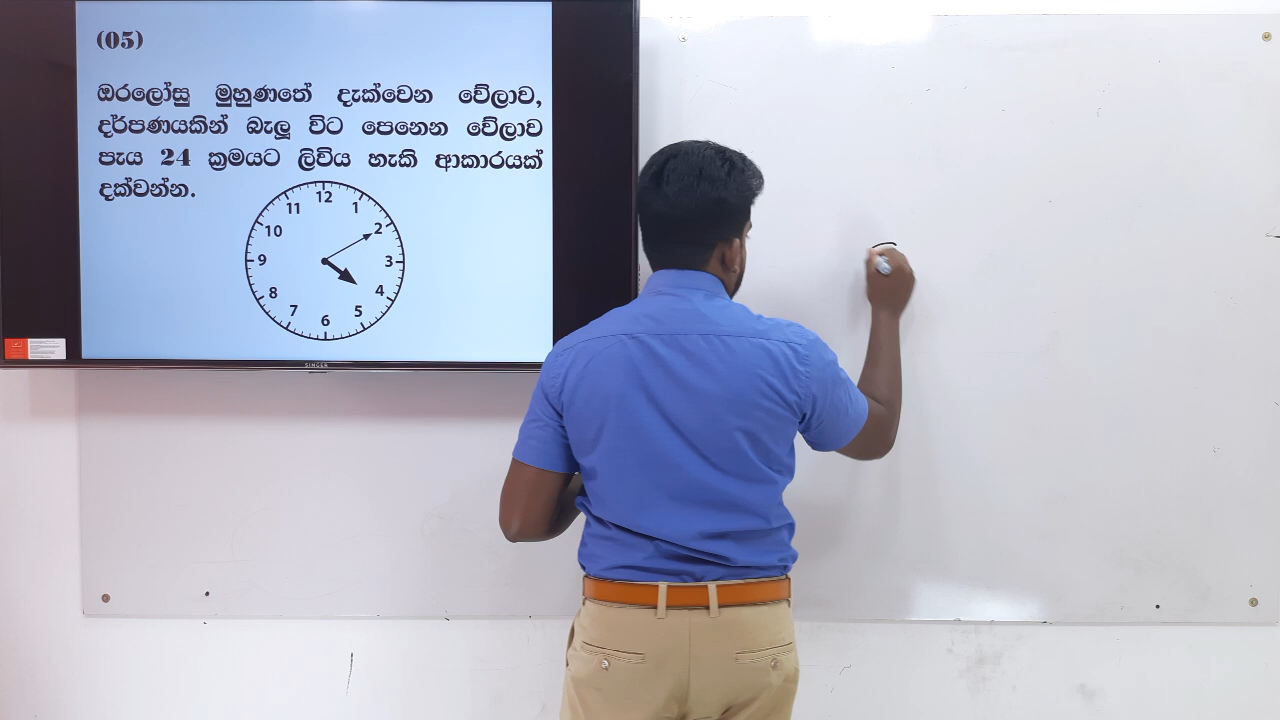 (05)
ඔරලෝසු මුහුණතේ දැක්වෙන වේලාව,
දර්පණයකින් බැලූ විට පෙනෙන වේලාව
පැය 24 ක්‍රමයට ලිවිය හැකි ආකාරයක්
දක්වන්න.
12
11 1
10 2
9 3
8 4
7 5
6
SINGER